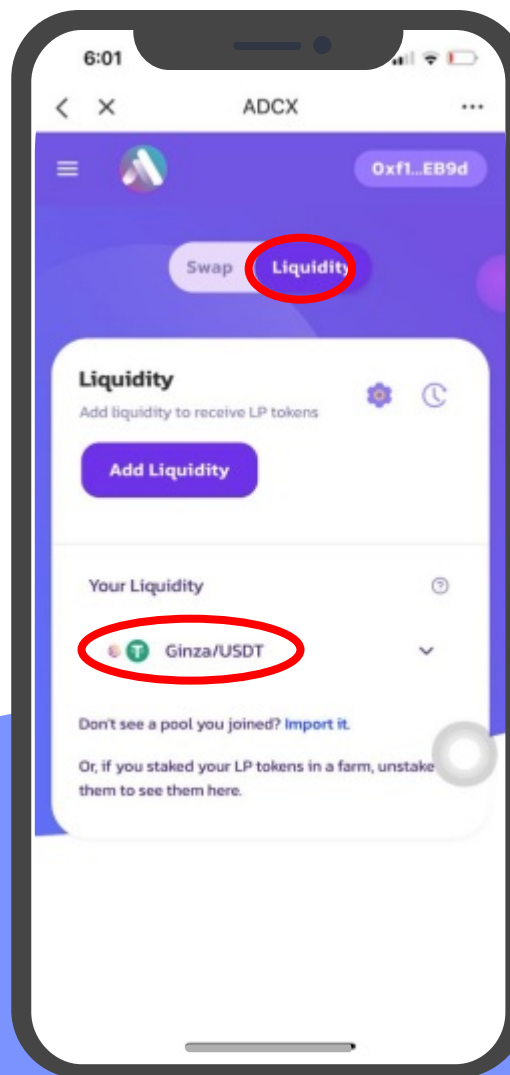 6:01
ADCX
0xf1...EB9d
Swap
Liquidity
Liquidity
Add liquidity to receive LP tokens
Add Liquidity
Your Liquidity
Ginza/USDT
Don't see a pool you joined? Import it.
Or, if you staked your LP tokens in a farm, unstake
them to see them here.